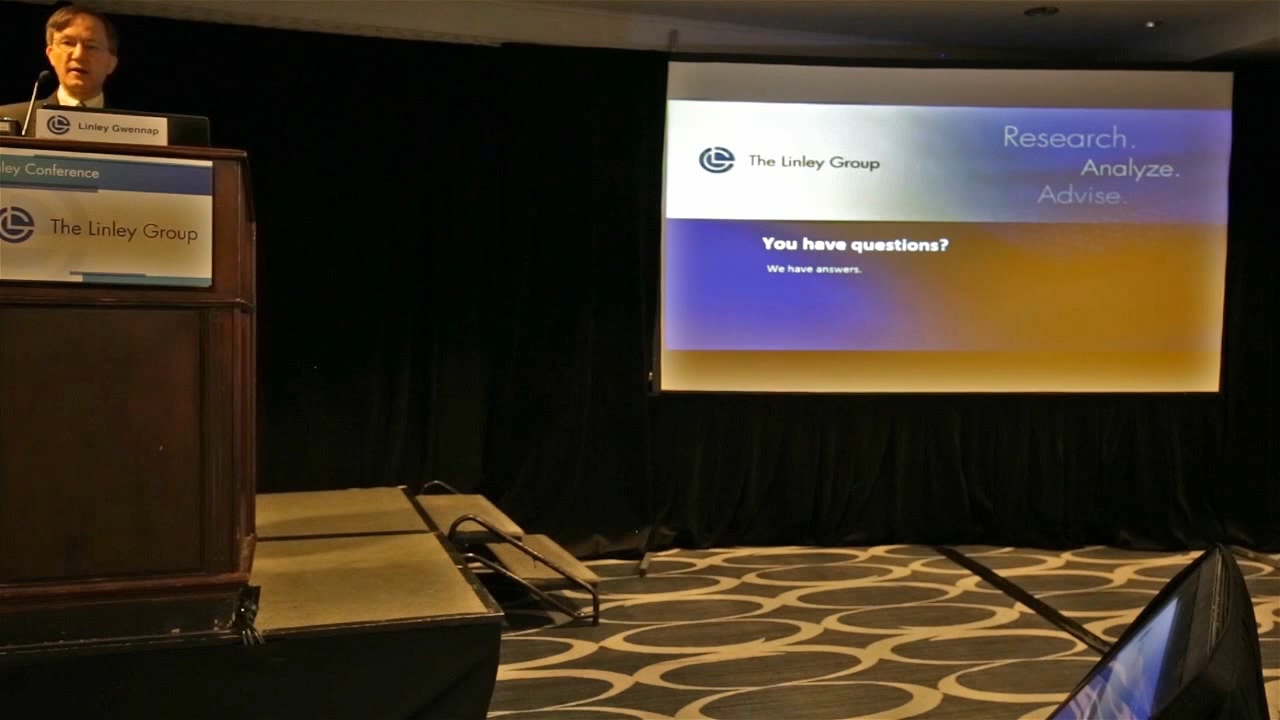 Linley Gwennap
ley Conference
The Linley Group
The Linley Group
Research.
Analyze.
Advise.
You have questions?
We have answers.